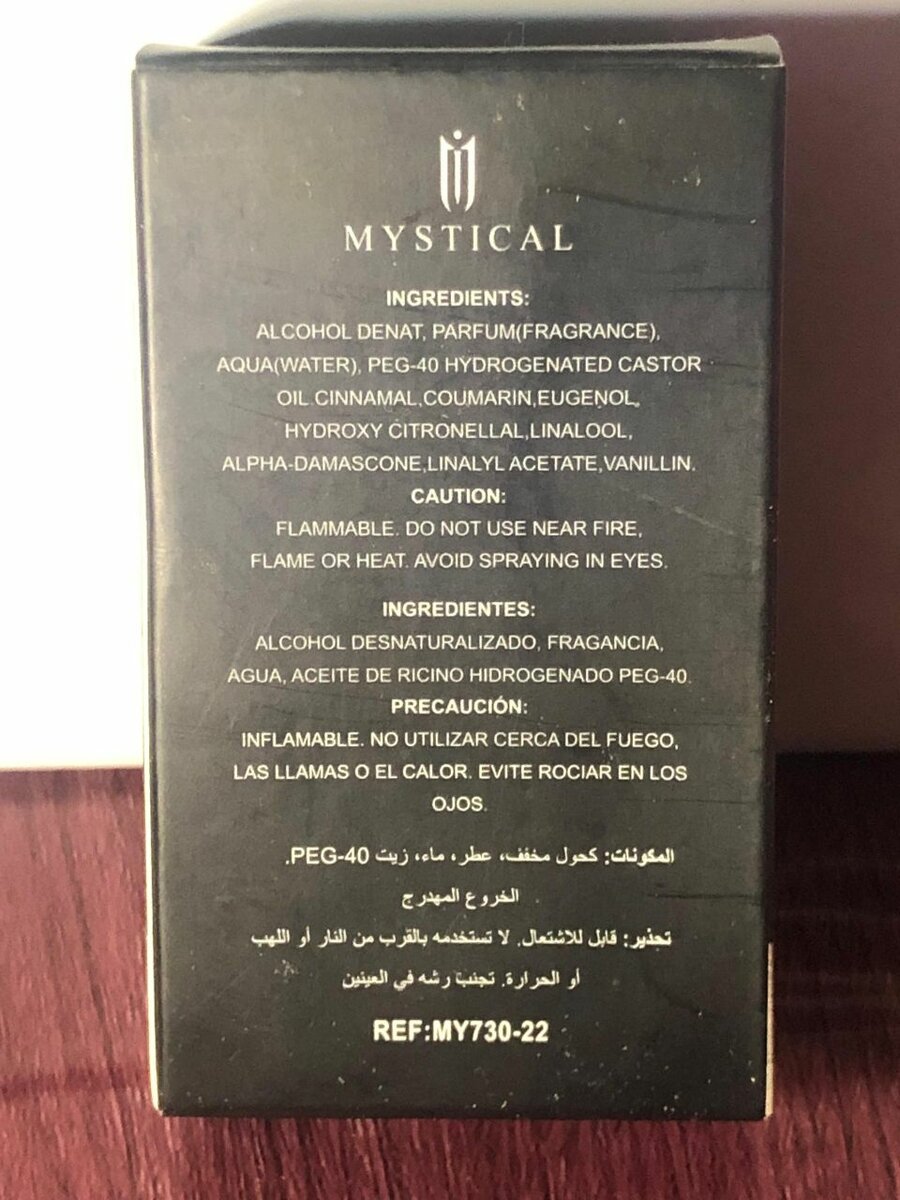 MYSTICAL
INGREDIENTS:
ALCOHOL DENAT, PARFUM(FRAGRANCE),
AQUA(WATER), PEG-40 HYDROGENATED CASTOR
OIL.CINNAMAL,COUMARIN,EUGENOL,
HYDROXY CITRONELLAL,LINALOOL,
ALPHA-DAMASCONE,LINALYL ACETATE,VANILLIN.
CAUTION:
FLAMMABLE. DO NOT USE NEAR FIRE,
FLAME OR HEAT. AVOID SPRAYING IN EYES.
INGREDIENTES:
ALCOHOL DESNATURALIZADO, FRAGANCIA,
AGUA, ACEITE DE RICINO HIDROGENADO PEG-40.
PRECAUCIÓN:
INFLAMABLE. NO UTILIZAR CERCA DEL FUEGO,
LAS LLAMAS O EL CALOR. EVITE ROCIAR EN LOS
OJOS.
المكونات: كحول مخفف، عطر، ماء، زيت PEG-40.
الخروع المهدرج
تحذير: قابل للاشتعال. لا تستخدمه بالقرب من النار أو اللهب
أو الحرارة. تجنب رشه في العينين
REF:MY730-22